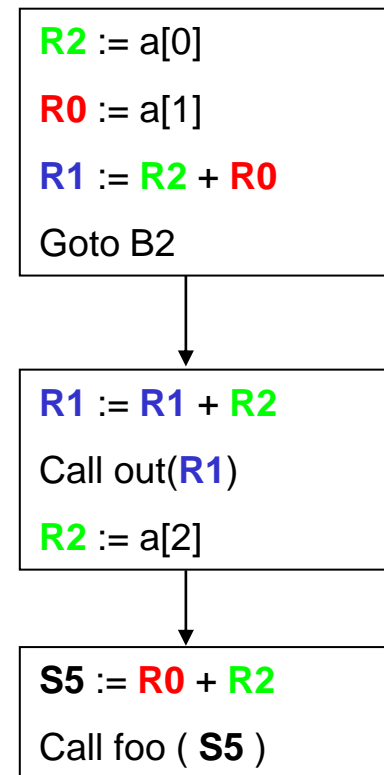 R2 := a[0]
R0 := a[1]
R1 := R2 + R0
Goto B2
R1 := R1 + R2
Call out(R1)
R2 := a[2]
S5 := R0 + R2
Call foo ( S5 )